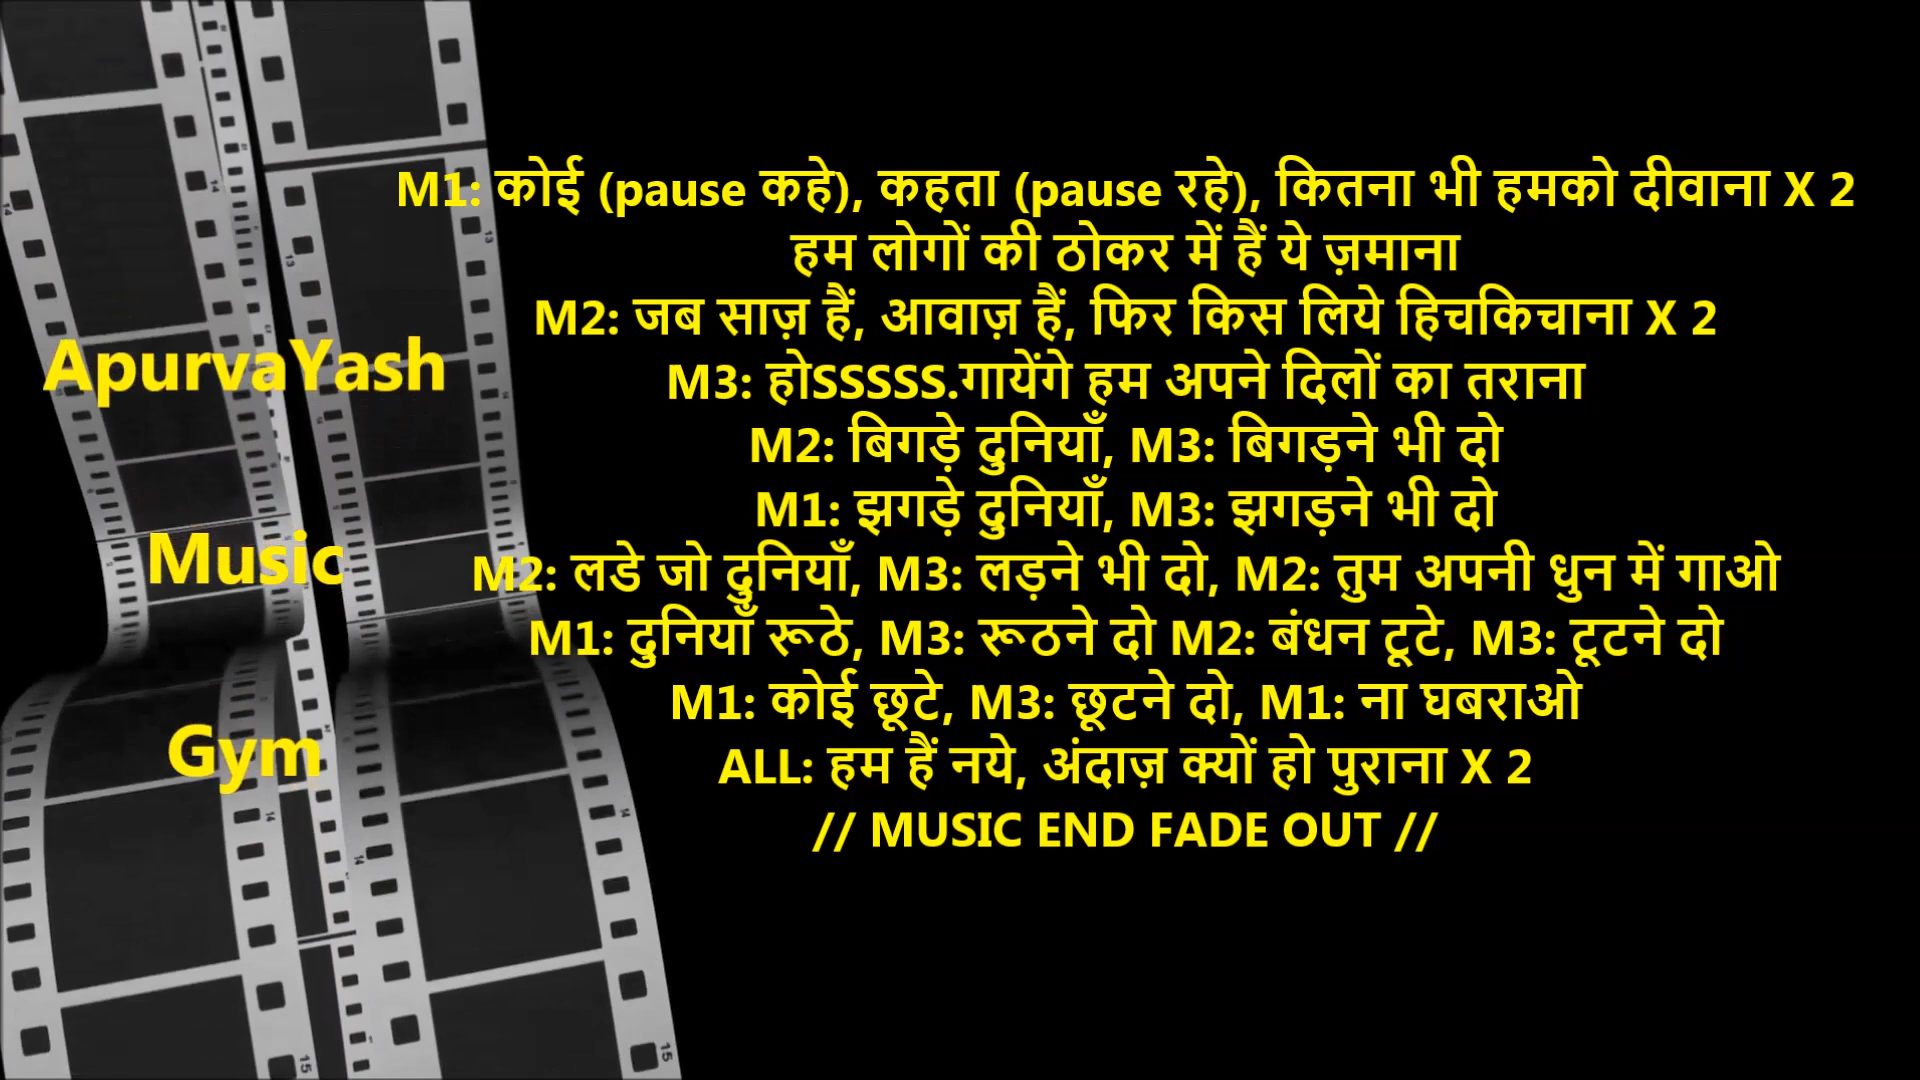 ApurvaYash
Music
Gym
M1: कोई (pause कहे), कहता (pause रहे), कितना भी हमको दीवाना X 2
हम लोगों की ठोकर में हैं ये ज़माना
M2: जब साज़ हैं, आवाज़ हैं, फिर किस लिये हिचकिचाना X 2
M3: होSSSSS.गायेंगे हम अपने दिलों का तराना
M2: बिगड़े दुनियाँ, M3: बिगड़ने भी दो
M1: झगड़े दुनियाँ, M3: झगड़ने भी दो
M2: लडे जो दुनियाँ, M3: लड़ने भी दो, M2: तुम अपनी धुन में गाओ
M1: दुनियाँ रूठे, M3: रूठने दो M2: बंधन टूटे, M3: टूटने दो
M1: कोई छूटे, M3: छूटने दो, M1: ना घबराओ
ALL: हम हैं नये, अंदाज़ क्यों हो पुराना X 2
// MUSIC END FADE OUT //